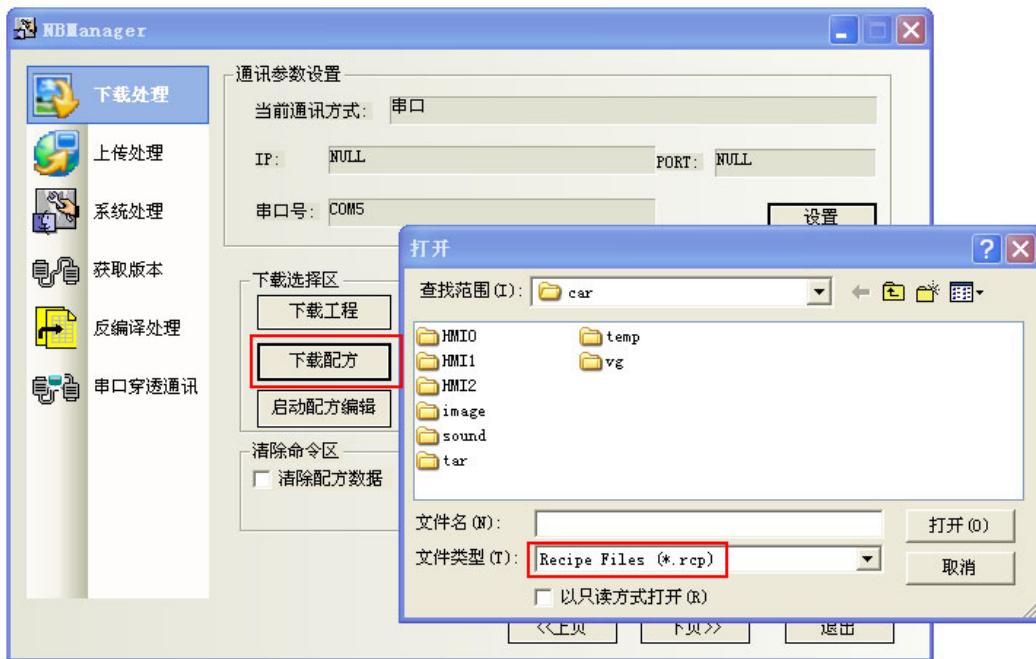 NBManager
下载处理
上传处理
系统处理
获取版本
反编译处理
串口穿透通讯
通讯参数设置
当前通讯方式: 串口
IP: NULL PORT: NULL
串口号: COM5
设置
下载选择区
下载工程
下载配方
启动配方编辑
清除命令区
清除配方数据
打开
查找范围(I): car
HMI0
HMI1
HMI2
image
sound
tar
temp
vg
文件名(N):
打开(O)
文件类型(T): Recipe Files (*.rcp)
取消
以只读方式打开(R)
<<上页 下页>> 退出